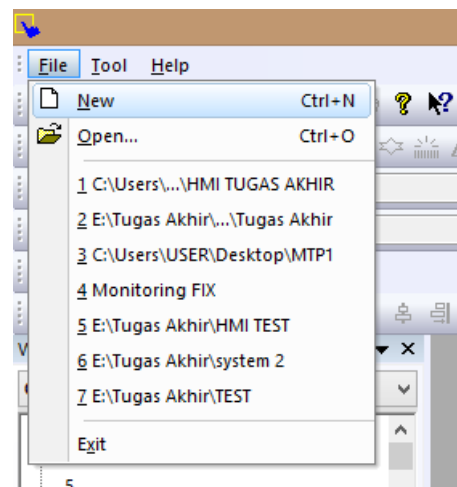 File Tool Help
New Ctrl+N
Open... Ctrl+O
1 C:\Users\...\HMI TUGAS AKHIR
2 E:\Tugas Akhir\...\Tugas Akhir
3 C:\Users\USER\Desktop\MTP1
4 Monitoring FIX
5 E:\Tugas Akhir\HMI TEST
6 E:\Tugas Akhir\system 2
7 E:\Tugas Akhir\TEST
Exit